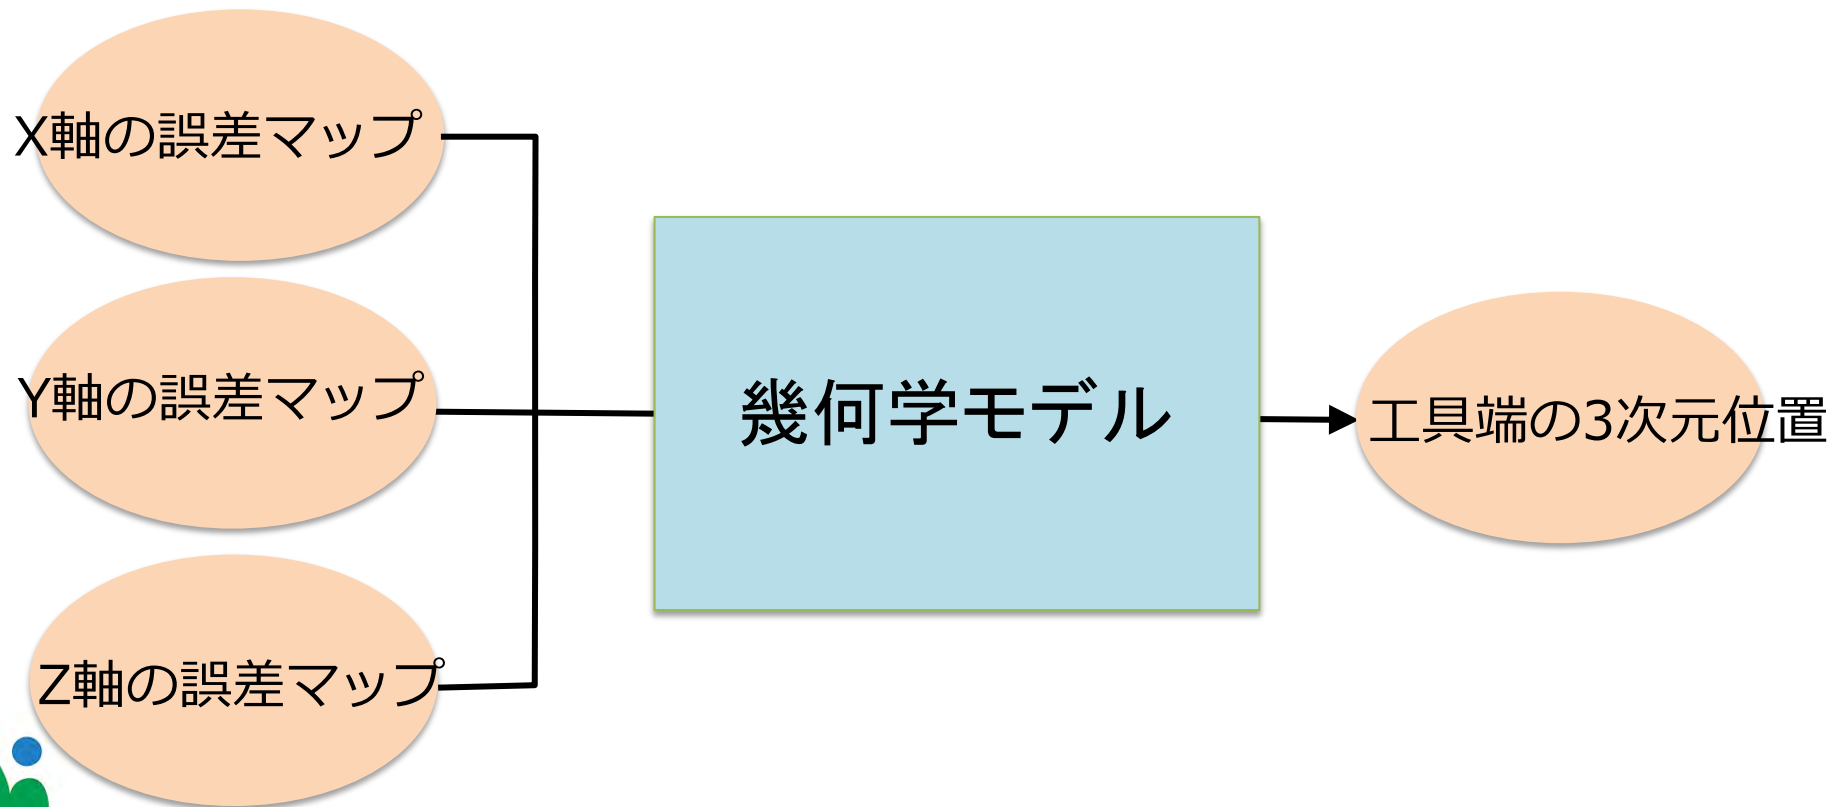 X軸の誤差マップ
Y軸の誤差マップ
Z軸の誤差マップ
幾何学モデル
工具端の3次元位置